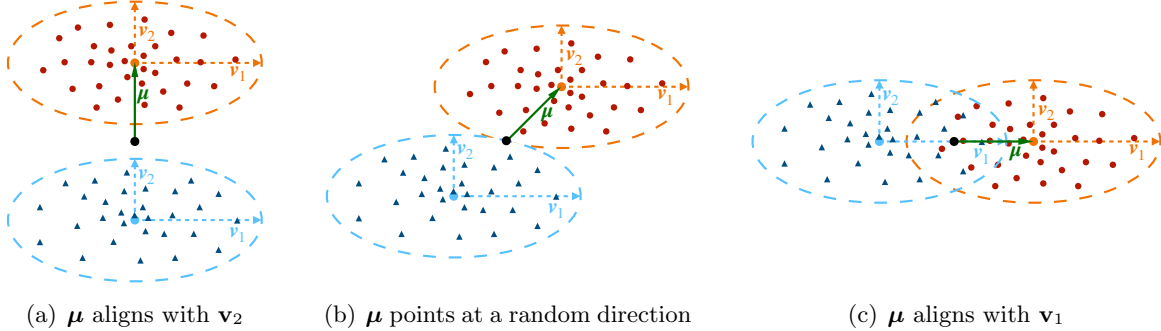 v₂
v₁
μ
v₂
v₁
v₂
v₁
μ
v₂
v₁
v₂
v₁
v₂
v₁
μ
(a) μ aligns with v₂
(b) μ points at a random direction
(c) μ aligns with v₁